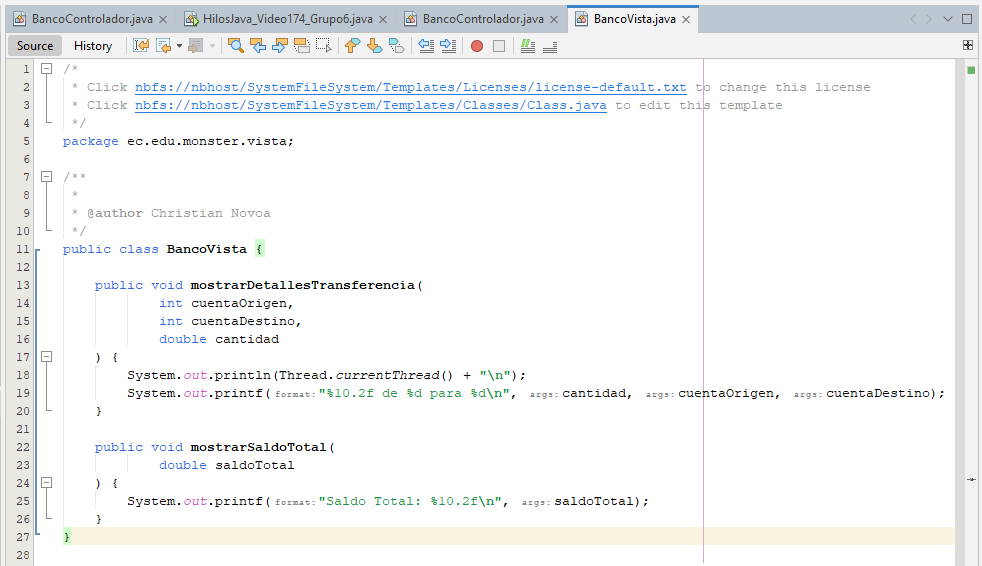 BancoControlador.java × HilosJava_Video174_Grupo6.java × BancoControlador.java × BancoVista.java ×
Source History
1 /*
2 * Click nbfs://nbhost/SystemFileSystem/Templates/Licenses/license-default.txt to change this license
3 * Click nbfs://nbhost/SystemFileSystem/Templates/Classes/Class.java to edit this template
4 */
5 package ec.edu.monster.vista;
6
7 /**
8 *
9 * @author Christian Novoa
10 */
11 public class BancoVista {
12
13 public void mostrarDetallesTransferencia(
14 int cuentaOrigen,
15 int cuentaDestino,
16 double cantidad
17 ) {
18 System.out.println(Thread.currentThread() + "\n");
19 System.out.printf(format:"%10.2f de %d para %d\n", args:cantidad, args:cuentaOrigen, args:cuentaDestino);
20 }
21
22 public void mostrarSaldoTotal(
23 double saldoTotal
24 ) {
25 System.out.printf(format:"Saldo Total: %10.2f\n", args:saldoTotal);
26 }
27 }
28